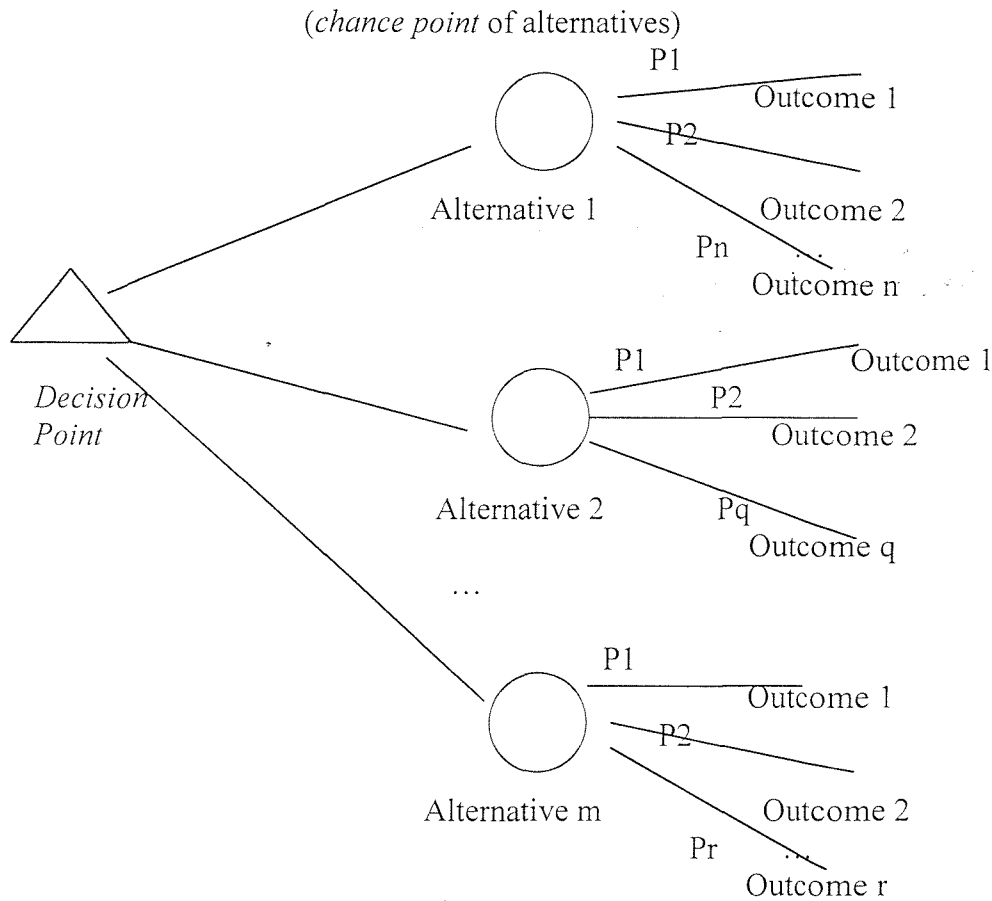 (chance point of alternatives)
P1
Outcome 1
P2
Alternative 1
Outcome 2
Pn
...
Outcome n
P1
Outcome 1
P2
Decision
Point
Outcome 2
Alternative 2
Pq
Outcome q
...
P1
Outcome 1
P2
Alternative m
Outcome 2
Pr
...
Outcome r